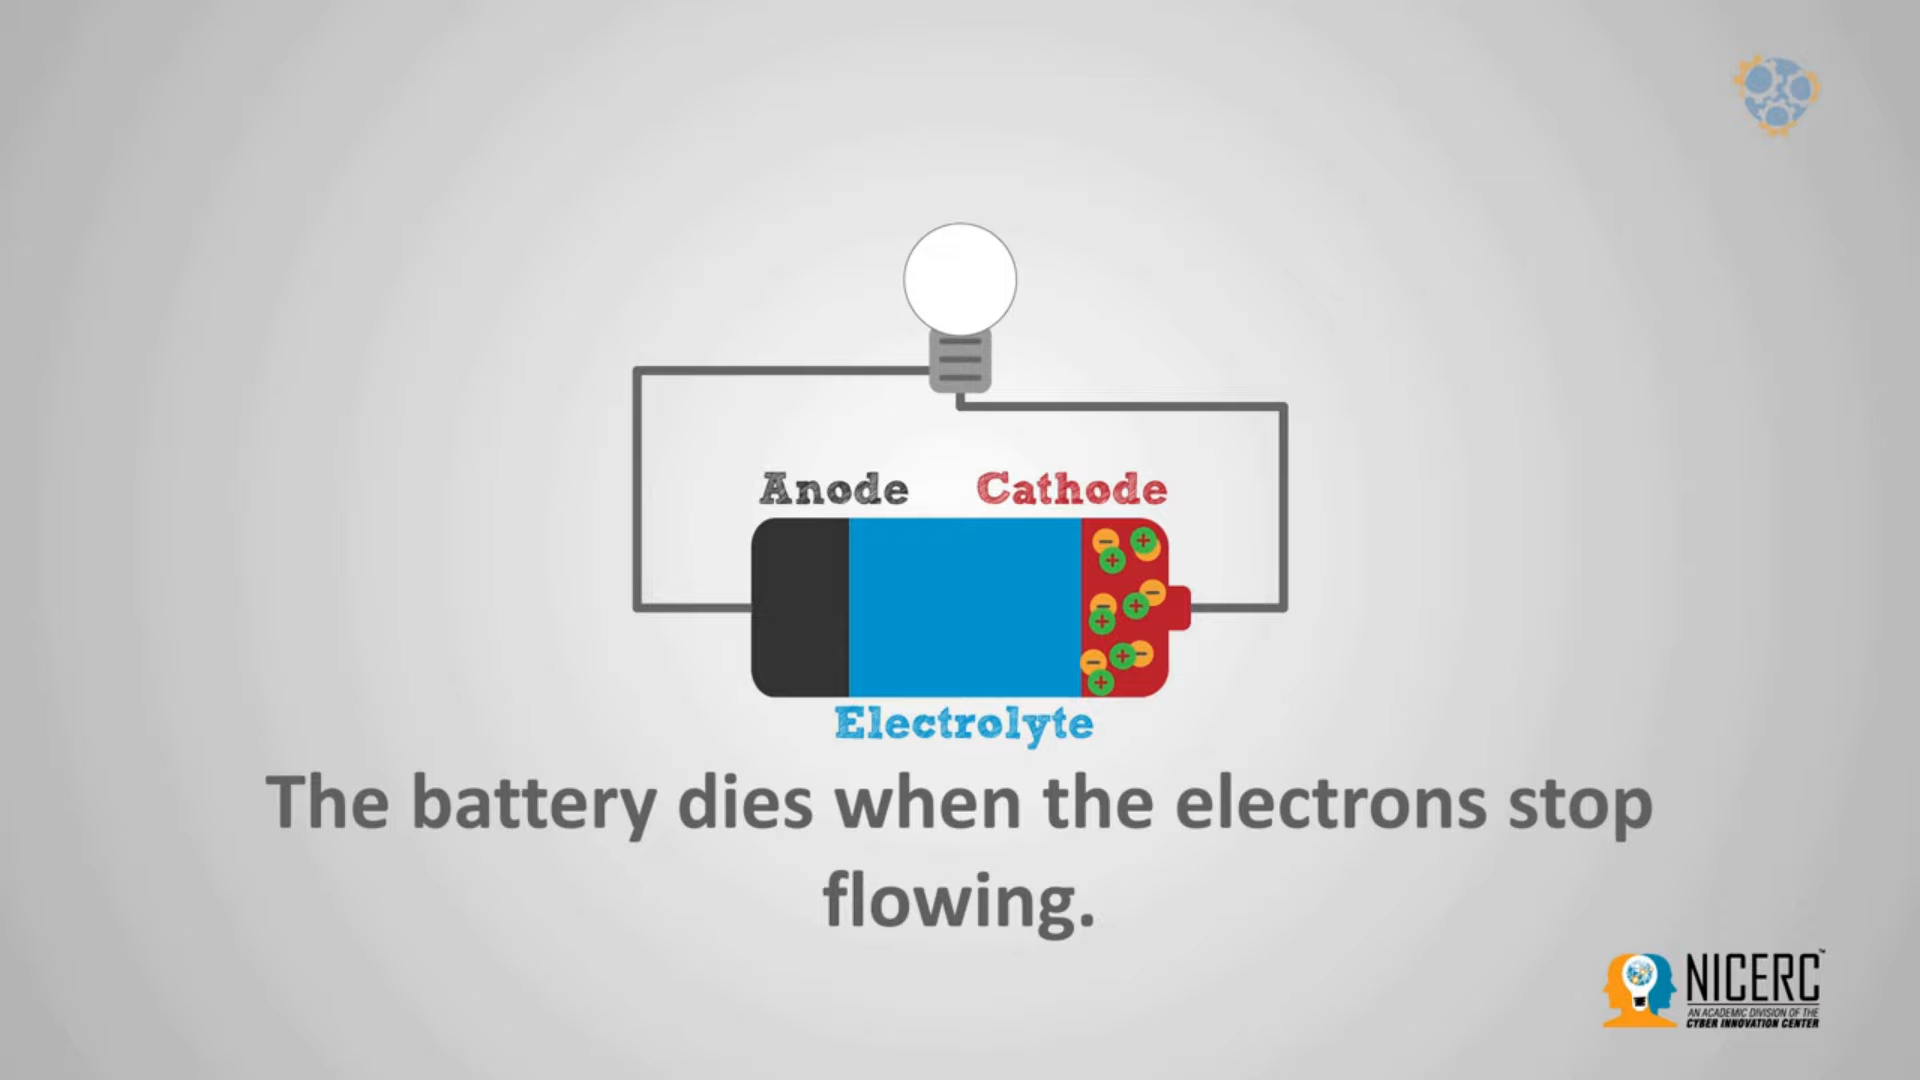 Anode
Cathode
Electrolyte
The battery dies when the electrons stop
flowing.
NICERC™
AN ACADEMIC DIVISION OF THE
CYBER INNOVATION CENTER